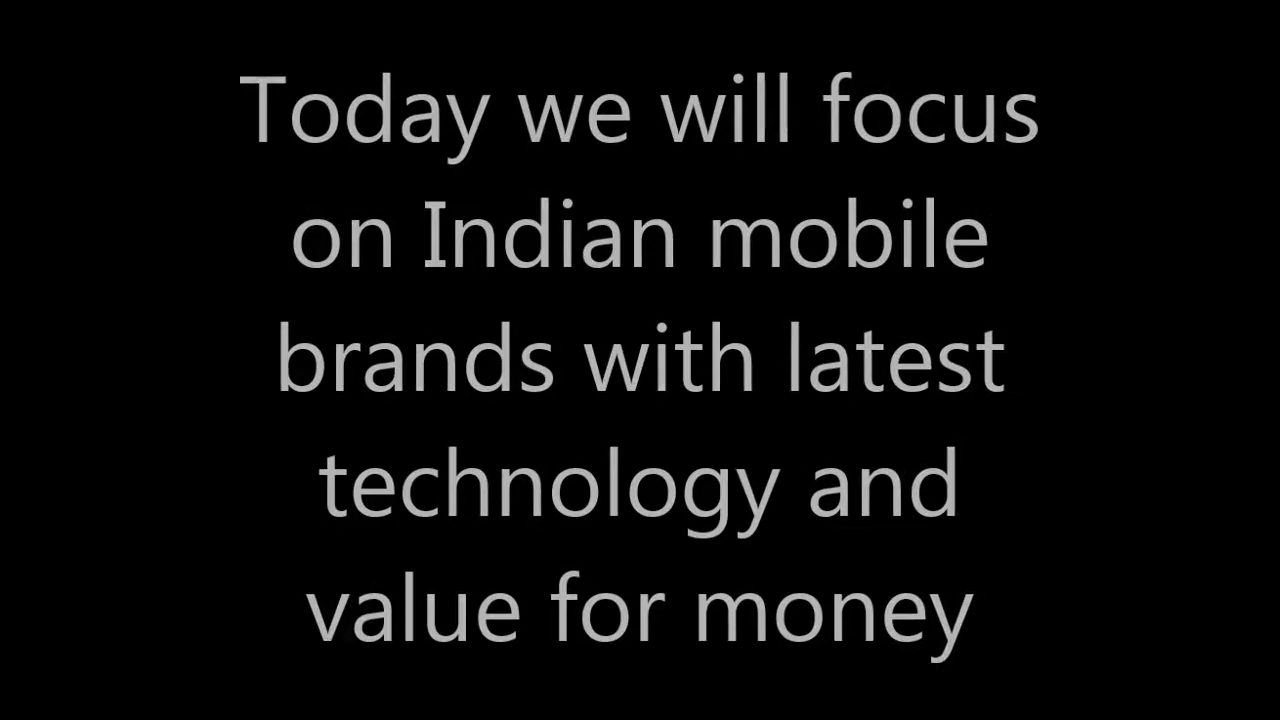 Today we will focus
on Indian mobile
brands with latest
technology and
value for money